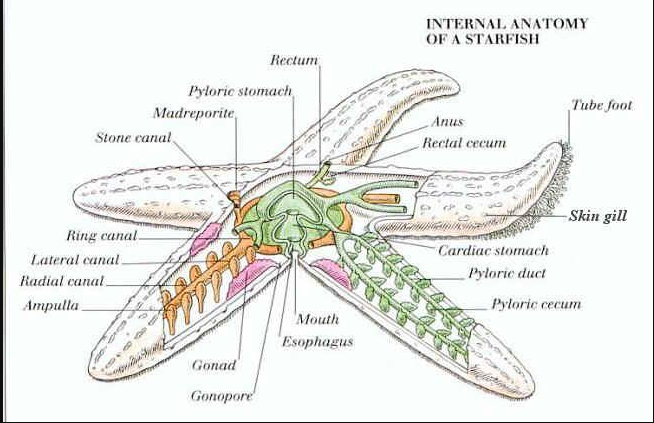 INTERNAL ANATOMY
OF A STARFISH
Rectum
Pyloric stomach
Madreporite
Stone canal
Tube foot
Anus
Rectal cecum
Skin gill
Ring canal
Lateral canal
Radial canal
Ampulla
Cardiac stomach
Pyloric duct
Pyloric cecum
Mouth
Esophagus
Gonad
Gonopore